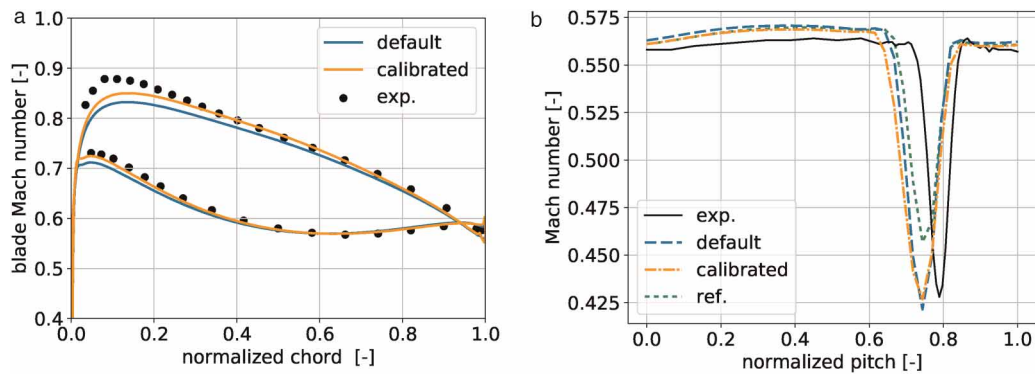 a
1.0
0.9
0.8
0.7
0.6
0.5
0.4
blade Mach number [-]
default
calibrated
exp.
0.0
0.2
0.4
0.6
0.8
1.0
normalized chord [-]
b
0.575
0.550
0.525
0.500
0.475
0.450
0.425
Mach number [-]
exp.
default
calibrated
ref.
0.0
0.2
0.4
0.6
0.8
1.0
normalized pitch [-]